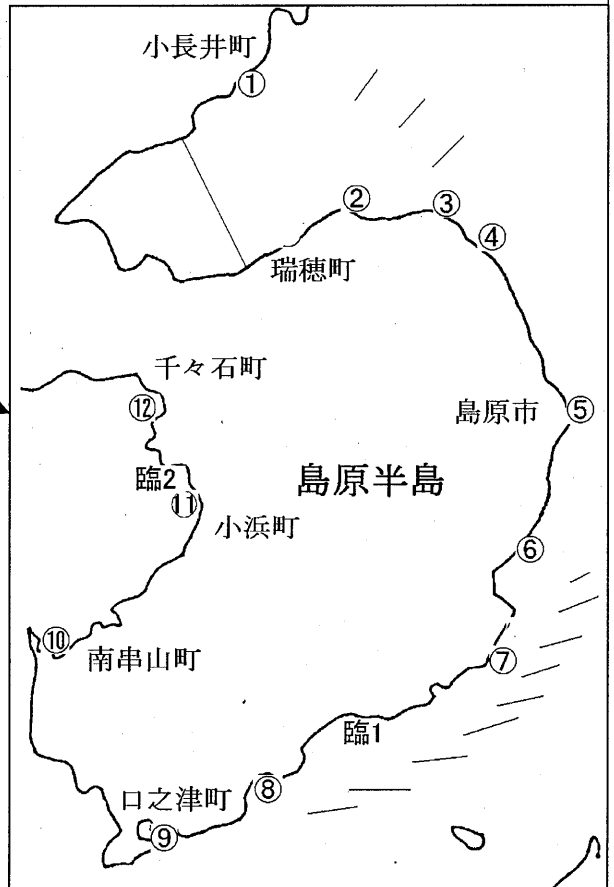 小長井町
①
②
③
④
瑞穂町
千々石町
⑫
島原市
⑤
臨2
島原半島
⑪
小浜町
⑥
⑩
南串山町
⑦
臨1
口之津町
⑧
⑨